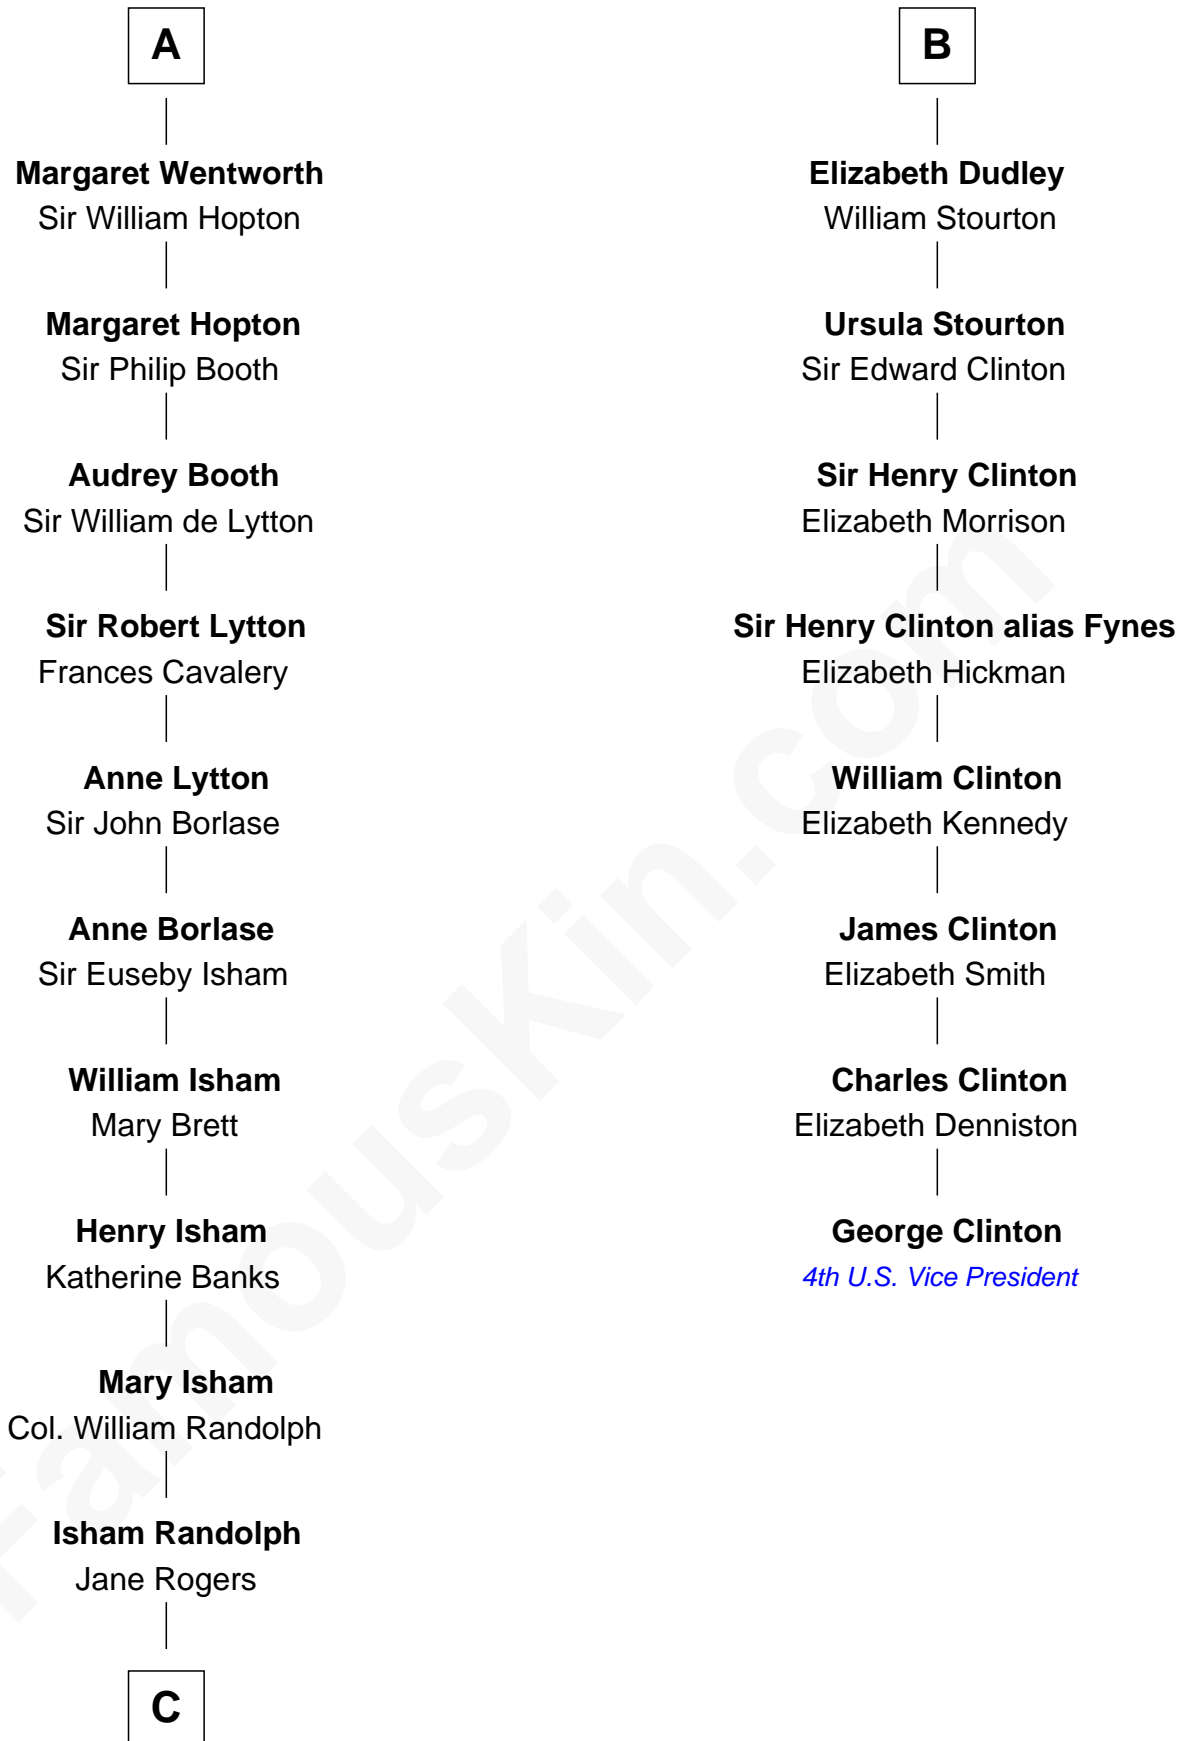 A
Margaret Wentworth
Sir William Hopton
Margaret Hopton
Sir Philip Booth
Audrey Booth
Sir William de Lytton
Sir Robert Lytton
Frances Cavalery
Anne Lytton
Sir John Borlase
Anne Borlase
Sir Euseby Isham
William Isham
Mary Brett
Henry Isham
Katherine Banks
Mary Isham
Col. William Randolph
Isham Randolph
Jane Rogers
C
B
Elizabeth Dudley
William Stourton
Ursula Stourton
Sir Edward Clinton
Sir Henry Clinton
Elizabeth Morrison
Sir Henry Clinton alias Fynes
Elizabeth Hickman
William Clinton
Elizabeth Kennedy
James Clinton
Elizabeth Smith
Charles Clinton
Elizabeth Denniston
George Clinton
4th U.S. Vice President
FamousKin.com